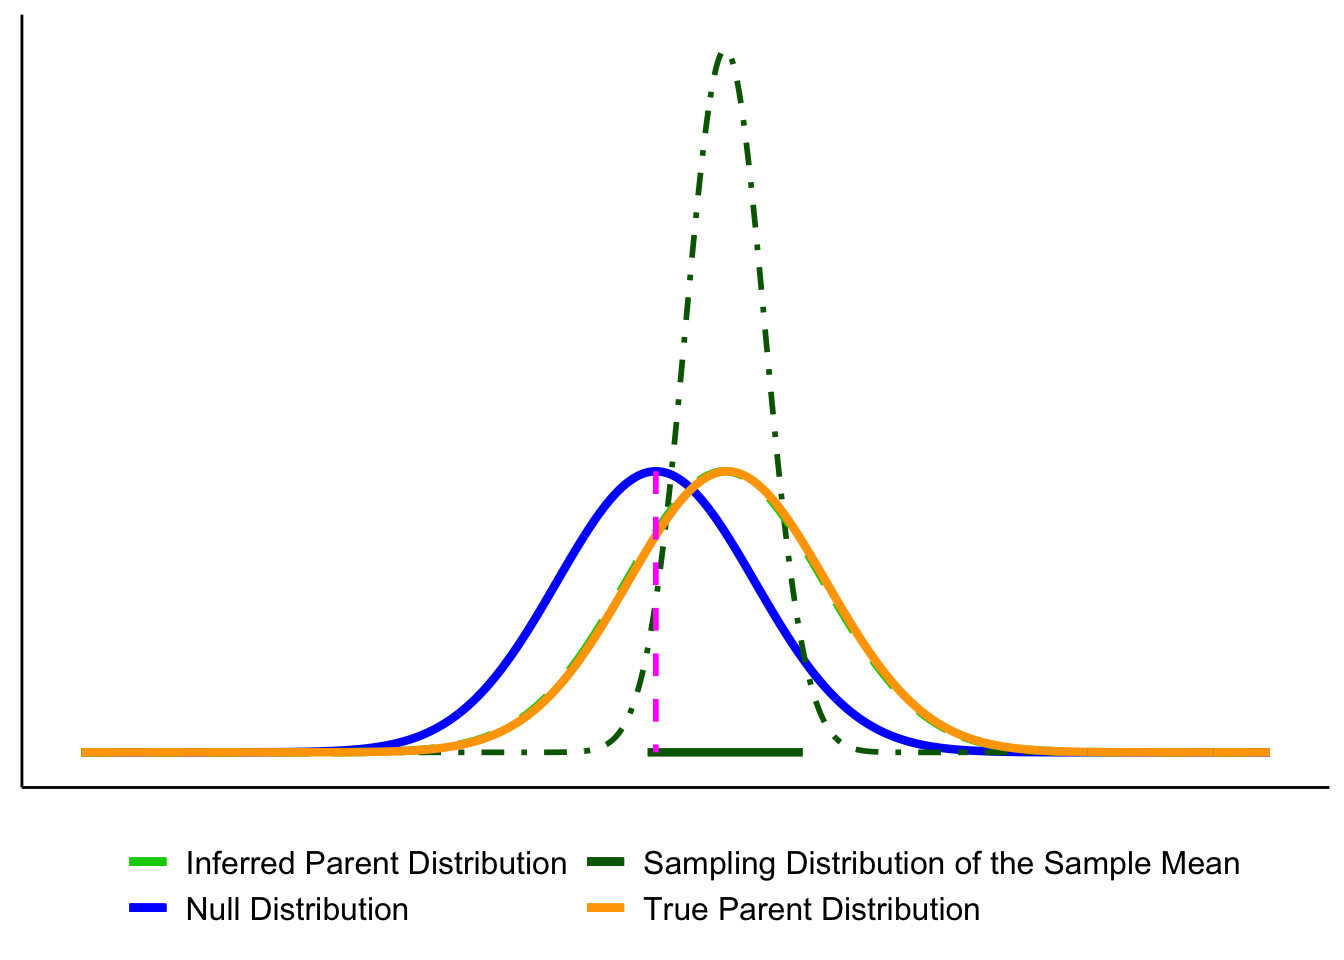 Inferred Parent Distribution
Sampling Distribution of the Sample Mean
Null Distribution
True Parent Distribution